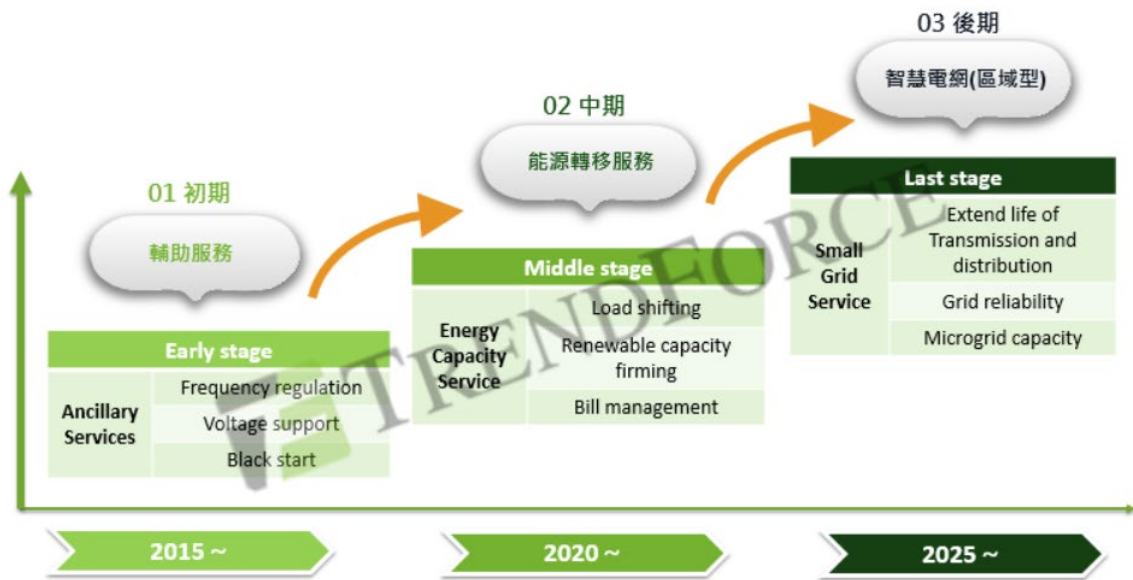 01 初期
輔助服務
Early stage
Ancillary
Services
Frequency regulation
Voltage support
Black start
02 中期
能源轉移服務
Middle stage
Energy
Capacity
Service
Load shifting
Renewable capacity
firming
Bill management
03 後期
智慧電網(區域型)
Last stage
Small
Grid
Service
Extend life of
Transmission and
distribution
Grid reliability
Microgrid capacity
TRENDFORCE
2015 ~
2020 ~
2025 ~